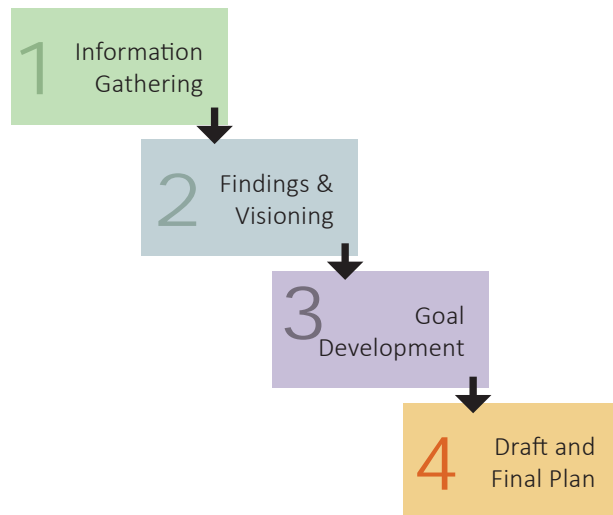 1 Information
Gathering
2 Findings &
Visioning
3 Goal
Development
4 Draft and
Final Plan